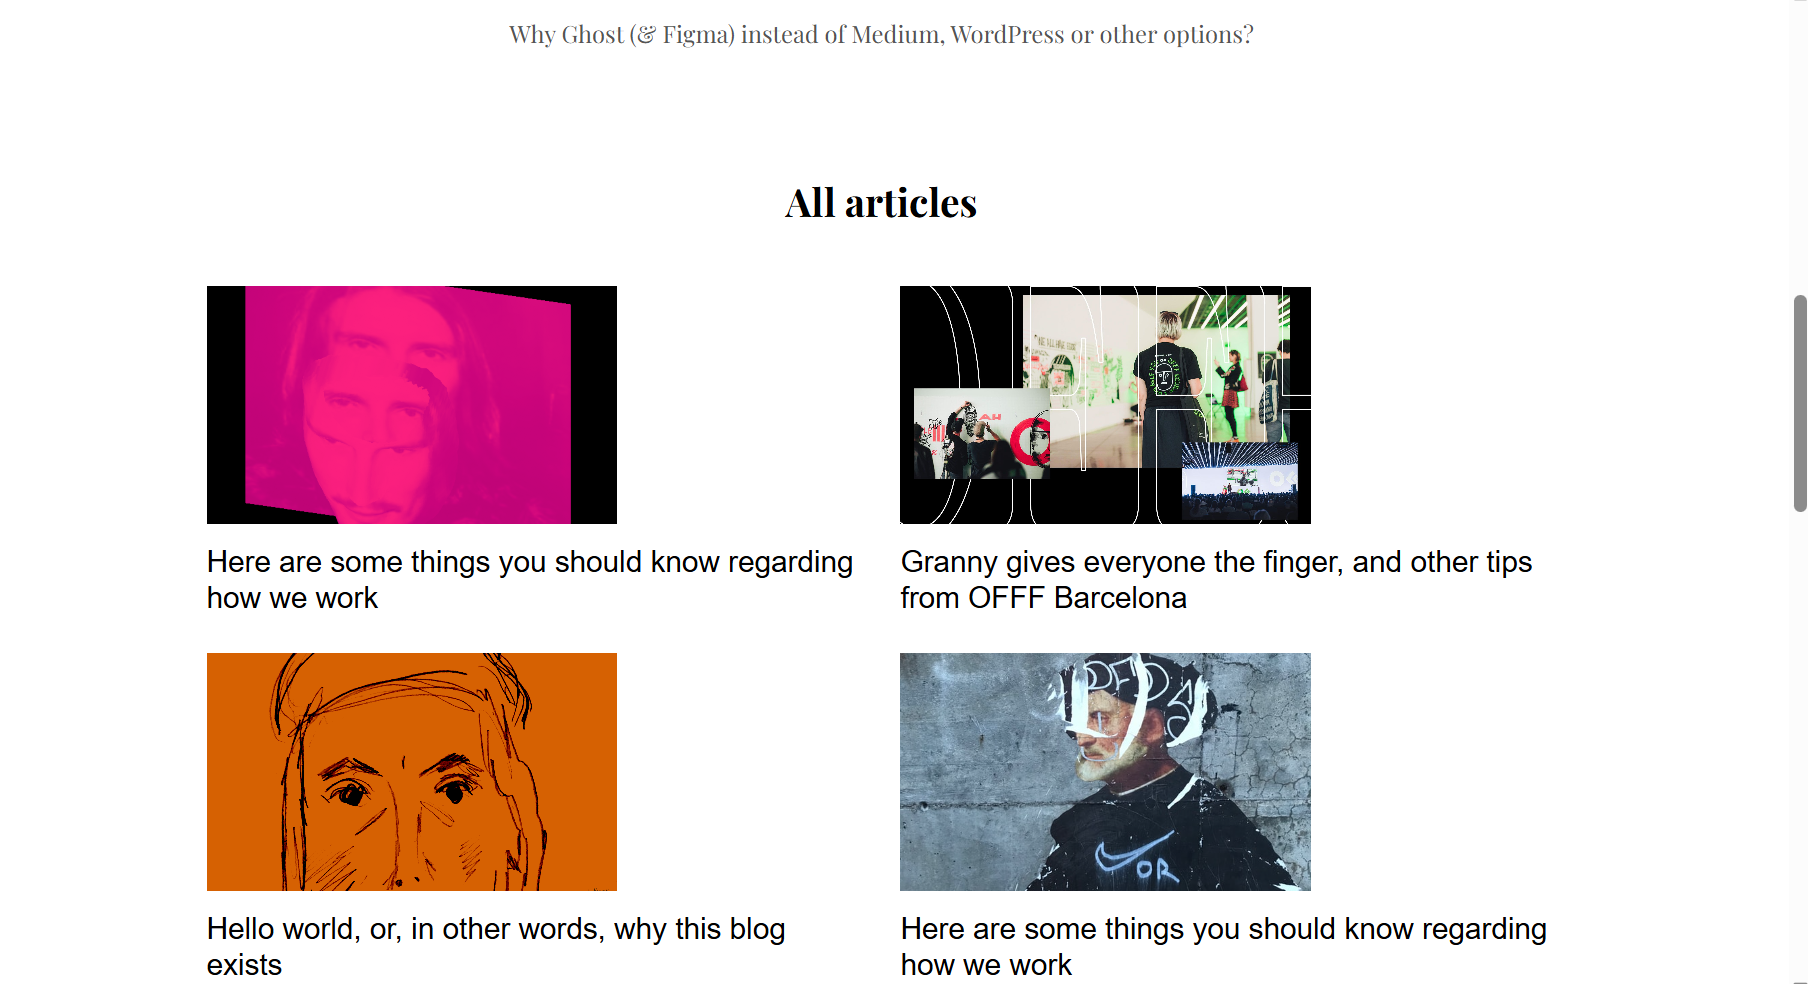 Why Ghost (& Figma) instead of Medium, WordPress or other options?
All articles
Here are some things you should know regarding
how we work
Granny gives everyone the finger, and other tips
from OFFF Barcelona
Hello world, or, in other words, why this blog
exists
OR
Here are some things you should know regarding
how we work